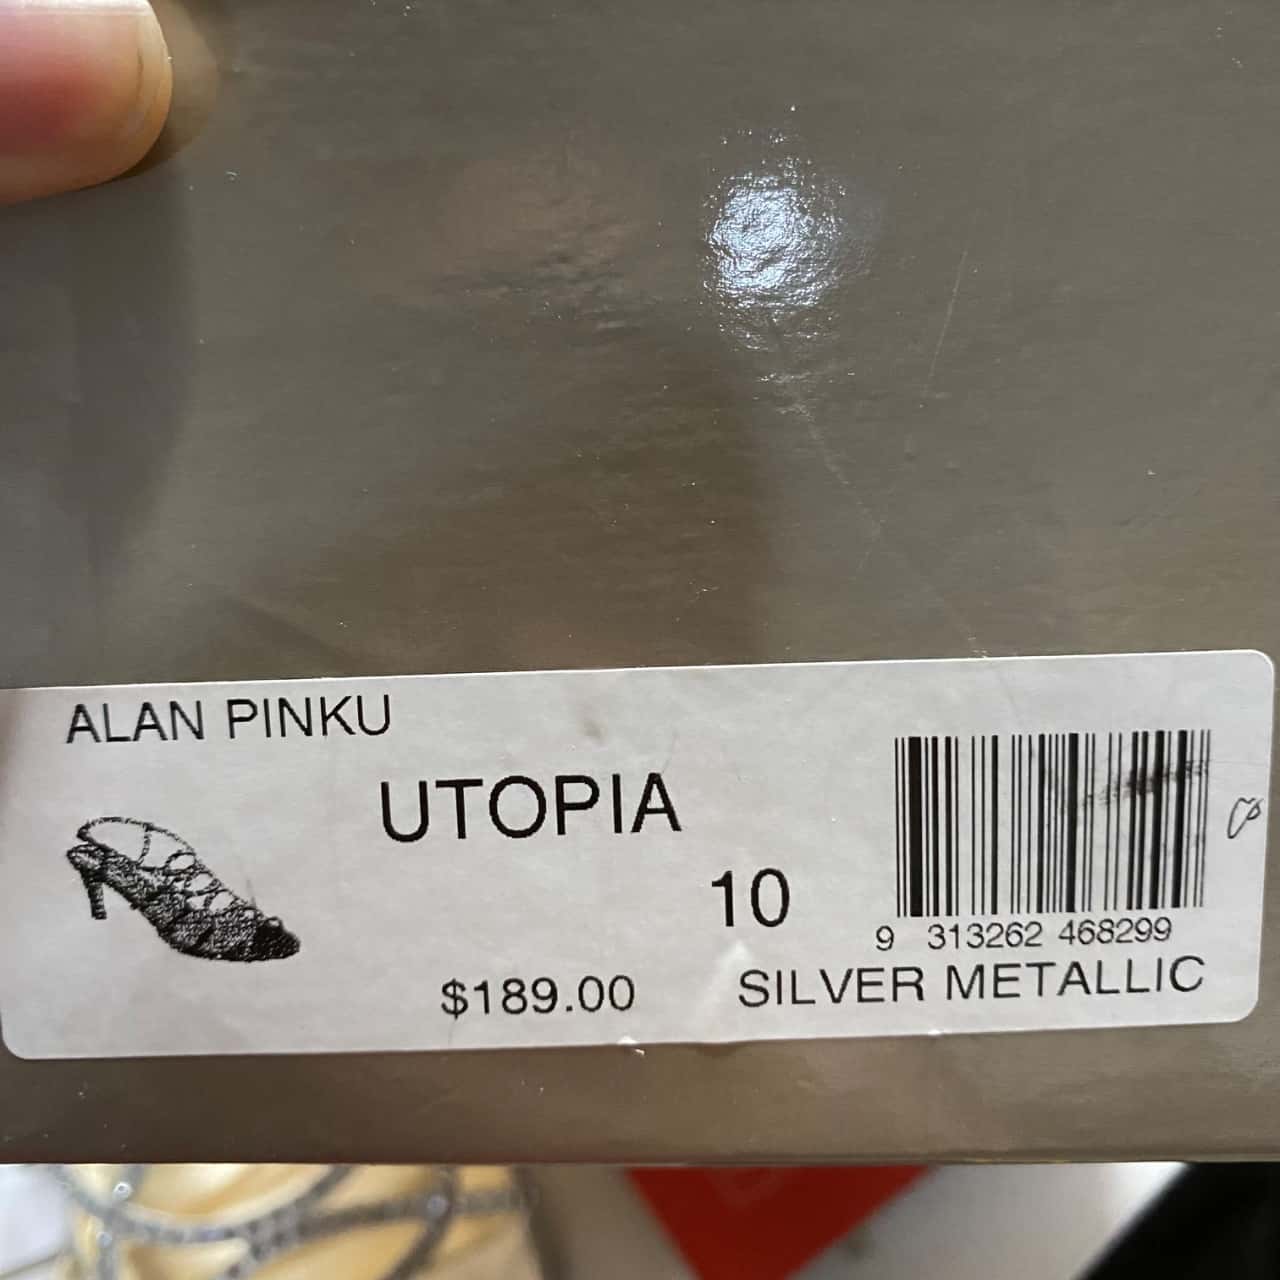 ALAN PINKU
UTOPIA
10
9 313262 468299
$189.00
SILVER METALLIC